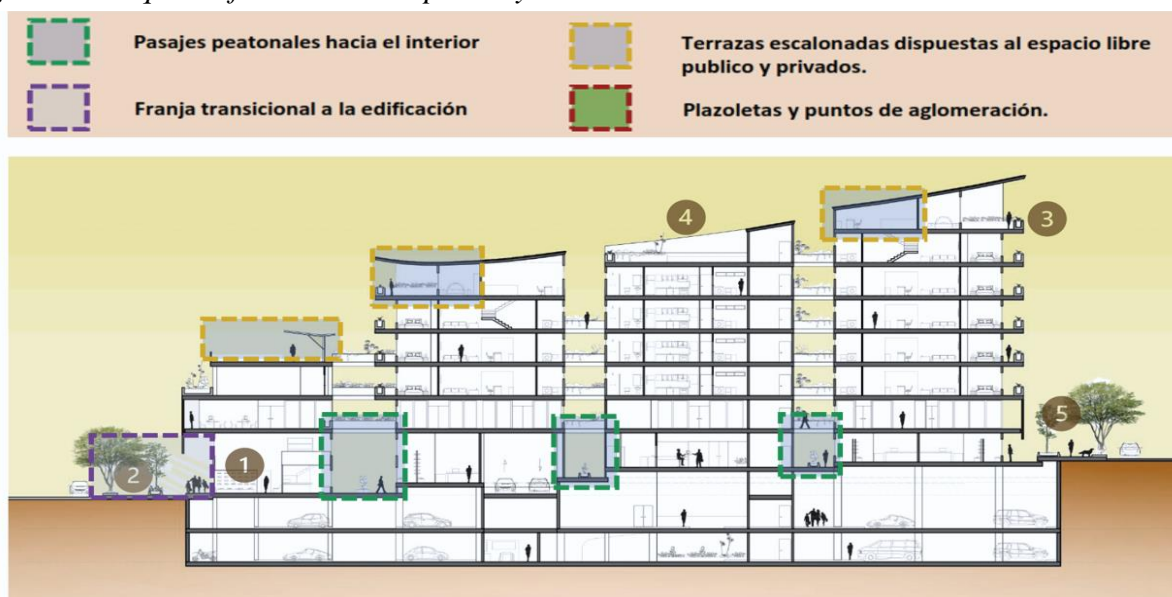 Pasajes peatonales hacia el interior
Terrazas escalonadas dispuestas al espacio libre
publico y privados.
Franja transicional a la edificación
Plazoletas y puntos de aglomeración.
4
3
5
1
2